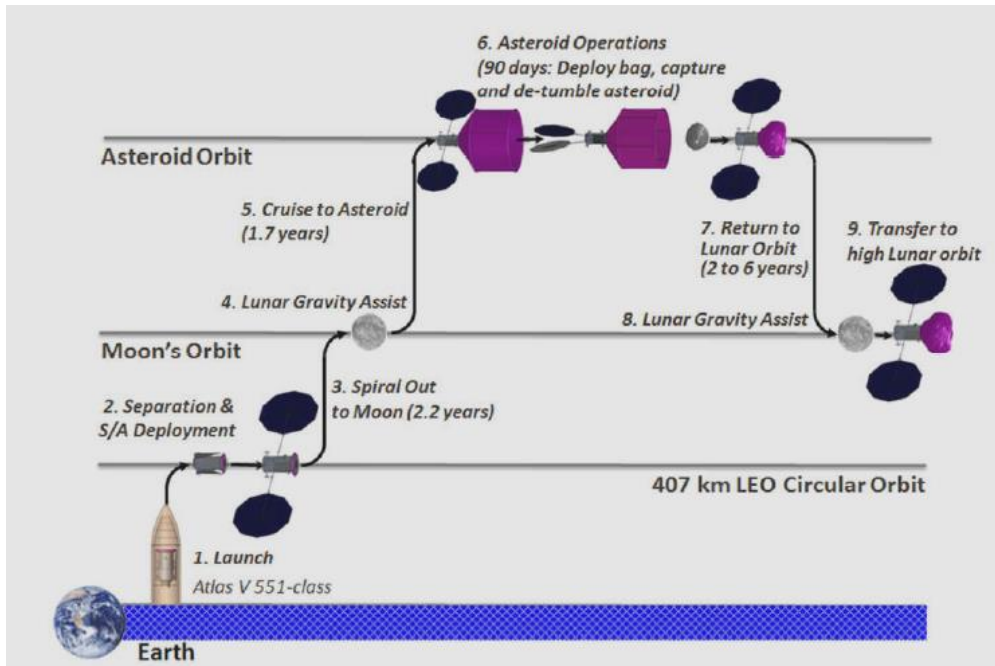 6. Asteroid Operations
(90 days: Deploy bag, capture
and de-tumble asteroid)
Asteroid Orbit
5. Cruise to Asteroid
(1.7 years)
7. Return to
Lunar Orbit
(2 to 6 years)
9. Transfer to
high Lunar orbit
4. Lunar Gravity Assist
8. Lunar Gravity Assist
Moon's Orbit
3. Spiral Out
to Moon (2.2 years)
2. Separation &
S/A Deployment
407 km LEO Circular Orbit
1. Launch
Atlas V 551-class
Earth